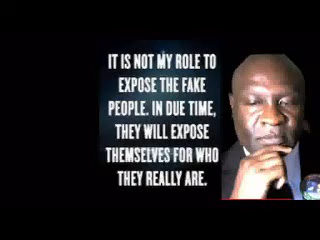 IT IS NOT MY ROLE TO
EXPOSE THE FAKE
PEOPLE. IN DUE TIME,
THEY WILL EXPOSE
THEMSELVES FOR WHO
THEY REALLY ARE.